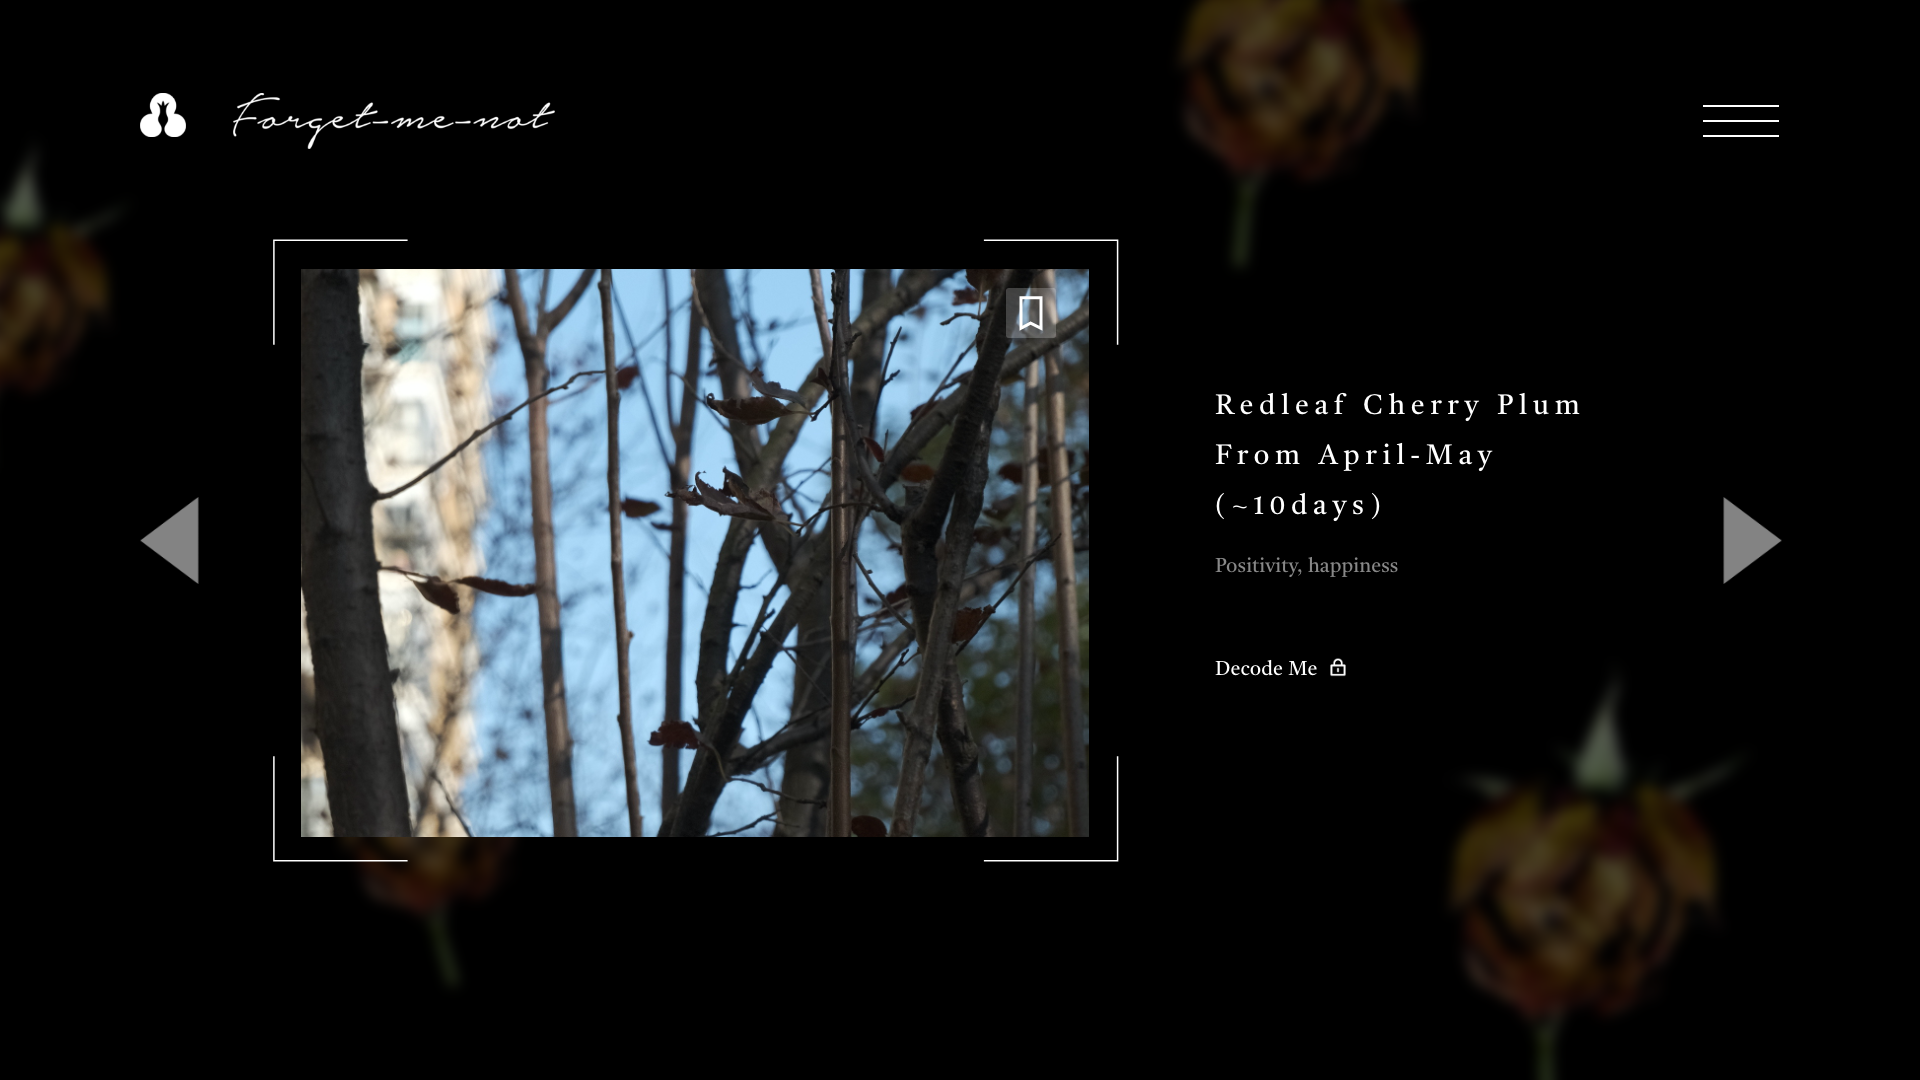 Forget-me-not
Redleaf Cherry Plum
From April-May
(~10days)
Positivity, happiness
Decode Me